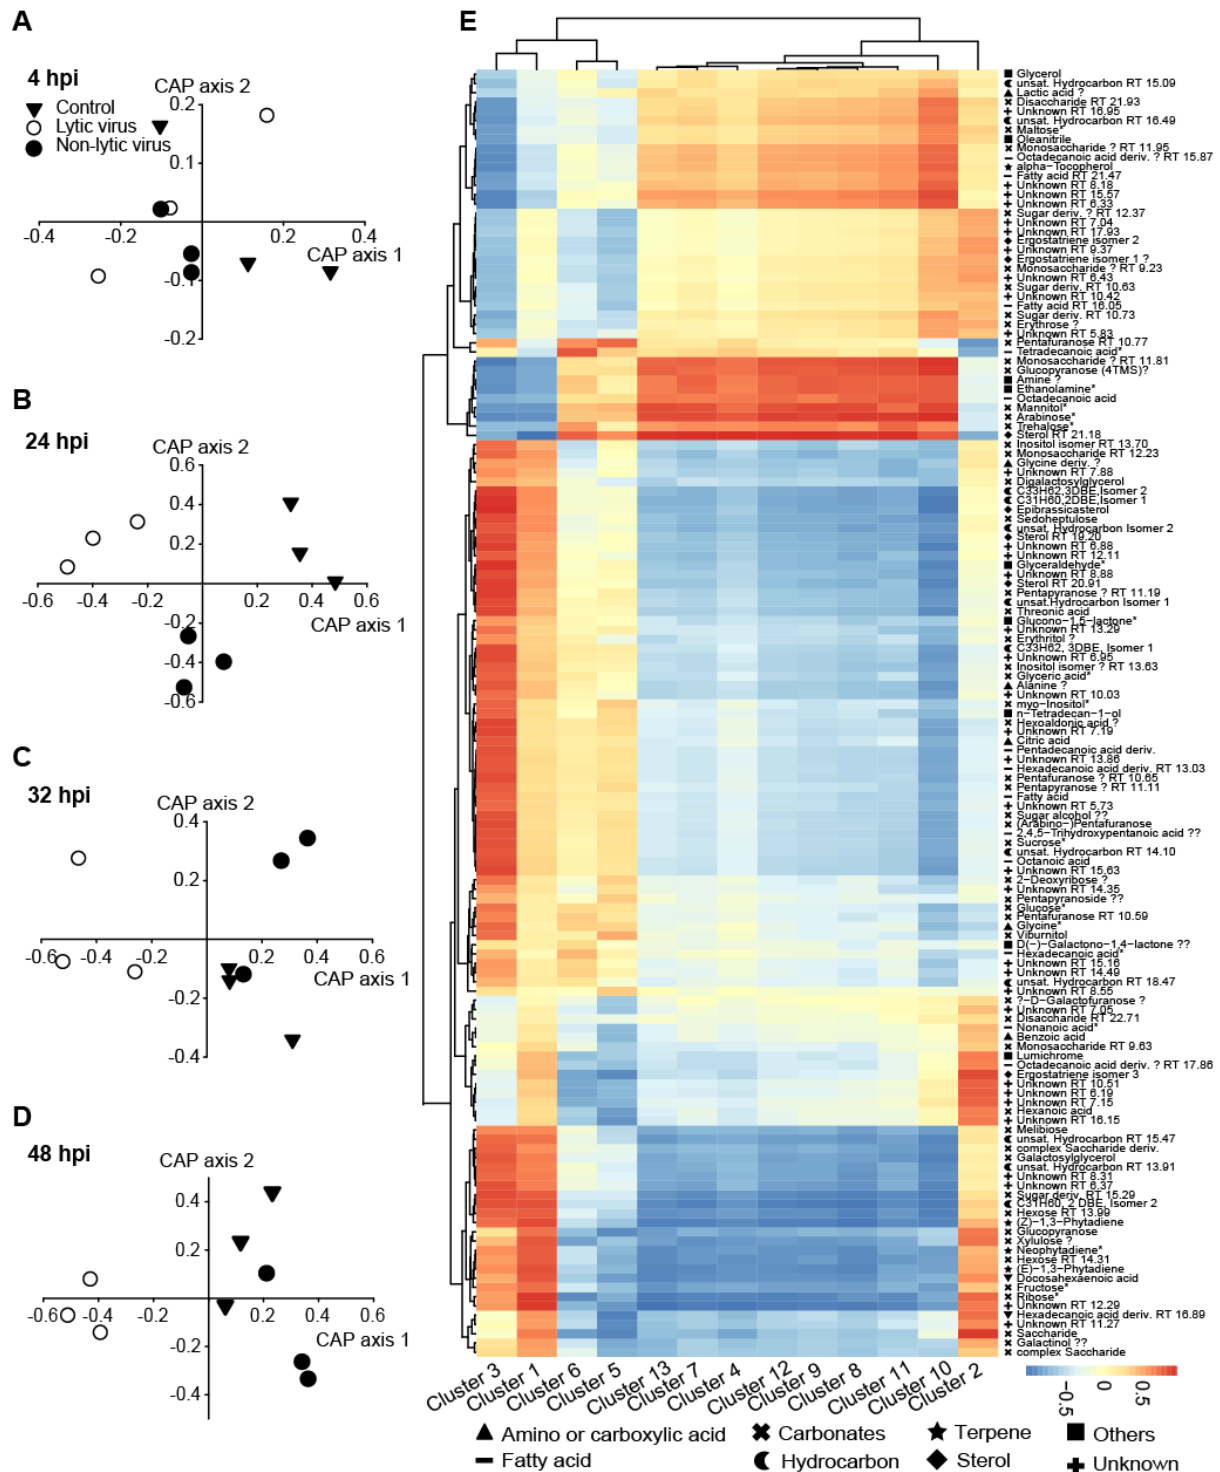 A
4 hpi
CAP axis 2
Control
Lytic virus
Non-lytic virus
0.2
0.1
-0.4
-0.2
0.2
0.4
CAP axis 1
-0.1
-0.2
B
24 hpi
CAP axis 2
0.6
0.4
0.2
-0.6
-0.4
-0.2
0.2
0.4
0.6
CAP axis 1
-0.2
-0.4
-0.6
C
32 hpi
CAP axis 2
0.4
0.2
-0.6
-0.4
-0.2
0.2
0.4
0.6
CAP axis 1
-0.2
-0.4
D
48 hpi
CAP axis 2
0.4
0.2
-0.6
-0.4
-0.2
0.2
0.4
0.6
CAP axis 1
-0.2
-0.4
E
Glycerol
unsat. Hydrocarbon RT 15.09
Lactic acid ?
Disaccharide RT 21.93
Unknown RT 16.95
unsat. Hydrocarbon RT 16.49
Maltose*
Oleanitrile
Monosaccharide ? RT 11.95
Octadecanoic acid deriv. ? RT 15.87
alpha-Tocopherol
Fatty acid RT 21.47
Unknown RT 8.18
Unknown RT 15.57
Unknown RT 6.33
Sugar deriv. ? RT 12.37
Unknown RT 7.04
Unknown RT 17.93
Ergostatriene isomer 2
Unknown RT 9.37
Ergostatriene isomer 1 ?
Monosaccharide ? RT 9.23
Unknown RT 6.43
Sugar deriv. RT 10.63
Unknown RT 10.42
Fatty acid RT 16.05
Sugar deriv. RT 10.73
Erythrose ?
Unknown RT 5.83
Pentafuranose RT 10.77
Tetradecanoic acid*
Monosaccharide ? RT 11.81
Glucopyranose (4TMS)?
Amine ?
Ethanolamine*
Octadecanoic acid
Mannitol*
Arabinose*
Trehalose*
Sterol RT 21.18
Inositol isomer RT 13.70
Monosaccharide RT 12.23
Glycine deriv. ?
Unknown RT 7.88
Digalactosylglycerol
C33H62,3DBE,Isomer 2
C31H60,2DBE,Isomer 1
Epibrassicasterol
Sedoheptulose
unsat. Hydrocarbon Isomer 2
Sterol RT 19.20
Unknown RT 6.88
Unknown RT 12.11
Glyceraldehyde*
Unknown RT 8.88
Sterol RT 20.91
Pentapyranose ? RT 11.19
unsat.Hydrocarbon Isomer 1
Threonic acid
Glucono-1,5-lactone*
Unknown RT 13.29
Erythritol ?
C33H62, 3DBE, Isomer 1
Unknown RT 6.95
Inositol isomer ? RT 13.63
Glyceric acid*
Alanine ?
Unknown RT 10.03
myo-Inositol*
n-Tetradecan-1-ol
Hexoaldonic acid ?
Unknown RT 7.19
Citric acid
Pentadecanoic acid deriv.
Unknown RT 13.86
Hexadecanoic acid deriv. RT 13.03
Pentafuranose ? RT 10.65
Pentapyranose ? RT 11.11
Fatty acid
Unknown RT 5.73
Sugar alcohol ??
(Arabino-)Pentafuranose
2,4,5-Trihydroxypentanoic acid ??
Sucrose*
unsat. Hydrocarbon RT 14.10
Octanoic acid
Unknown RT 15.63
2-Deoxyribose ?
Unknown RT 14.35
Pentapyranoside ??
Glucose*
Pentafuranose RT 10.59
Glycine*
Viburnitol
D(-)-Galactono-1,4-lactone ??
Hexadecanoic acid*
Unknown RT 15.16
Unknown RT 14.49
unsat. Hydrocarbon RT 18.47
Unknown RT 8.55
?-D-Galactofuranose ?
Unknown RT 7.05
Disaccharide RT 22.71
Nonanoic acid*
Benzoic acid
Monosaccharide RT 9.63
Lumichrome
Octadecanoic acid deriv. ? RT 17.86
Ergostatriene isomer 3
Unknown RT 10.51
Unknown RT 6.19
Unknown RT 7.15
Hexanoic acid
Unknown RT 16.15
Melibiose
unsat. Hydrocarbon RT 15.47
complex Saccharide deriv.
Galactosylglycerol
unsat. Hydrocarbon RT 13.91
Unknown RT 8.31
Unknown RT 6.37
Sugar deriv. RT 15.29
C31H60, 2 DBE, Isomer 2
Hexose RT 13.99
(Z)-1,3-Phytadiene
Glucopyranose
Xylulose ?
Neophytadiene*
Hexose RT 14.31
(E)-1,3-Phytadiene
Docosahexaenoic acid
Fructose*
Ribose*
Unknown RT 12.29
Hexadecanoic acid deriv. RT 16.89
Unknown RT 11.27
Saccharide
Galactinol ??
complex Saccharide
Cluster 3
Cluster 1
Cluster 6
Cluster 5
Cluster 13
Cluster 7
Cluster 4
Cluster 12
Cluster 9
Cluster 8
Cluster 11
Cluster 10
Cluster 2
-0.5
0
0.5
Amino or carboxylic acid
Carbonates
Terpene
Others
Fatty acid
Hydrocarbon
Sterol
Unknown